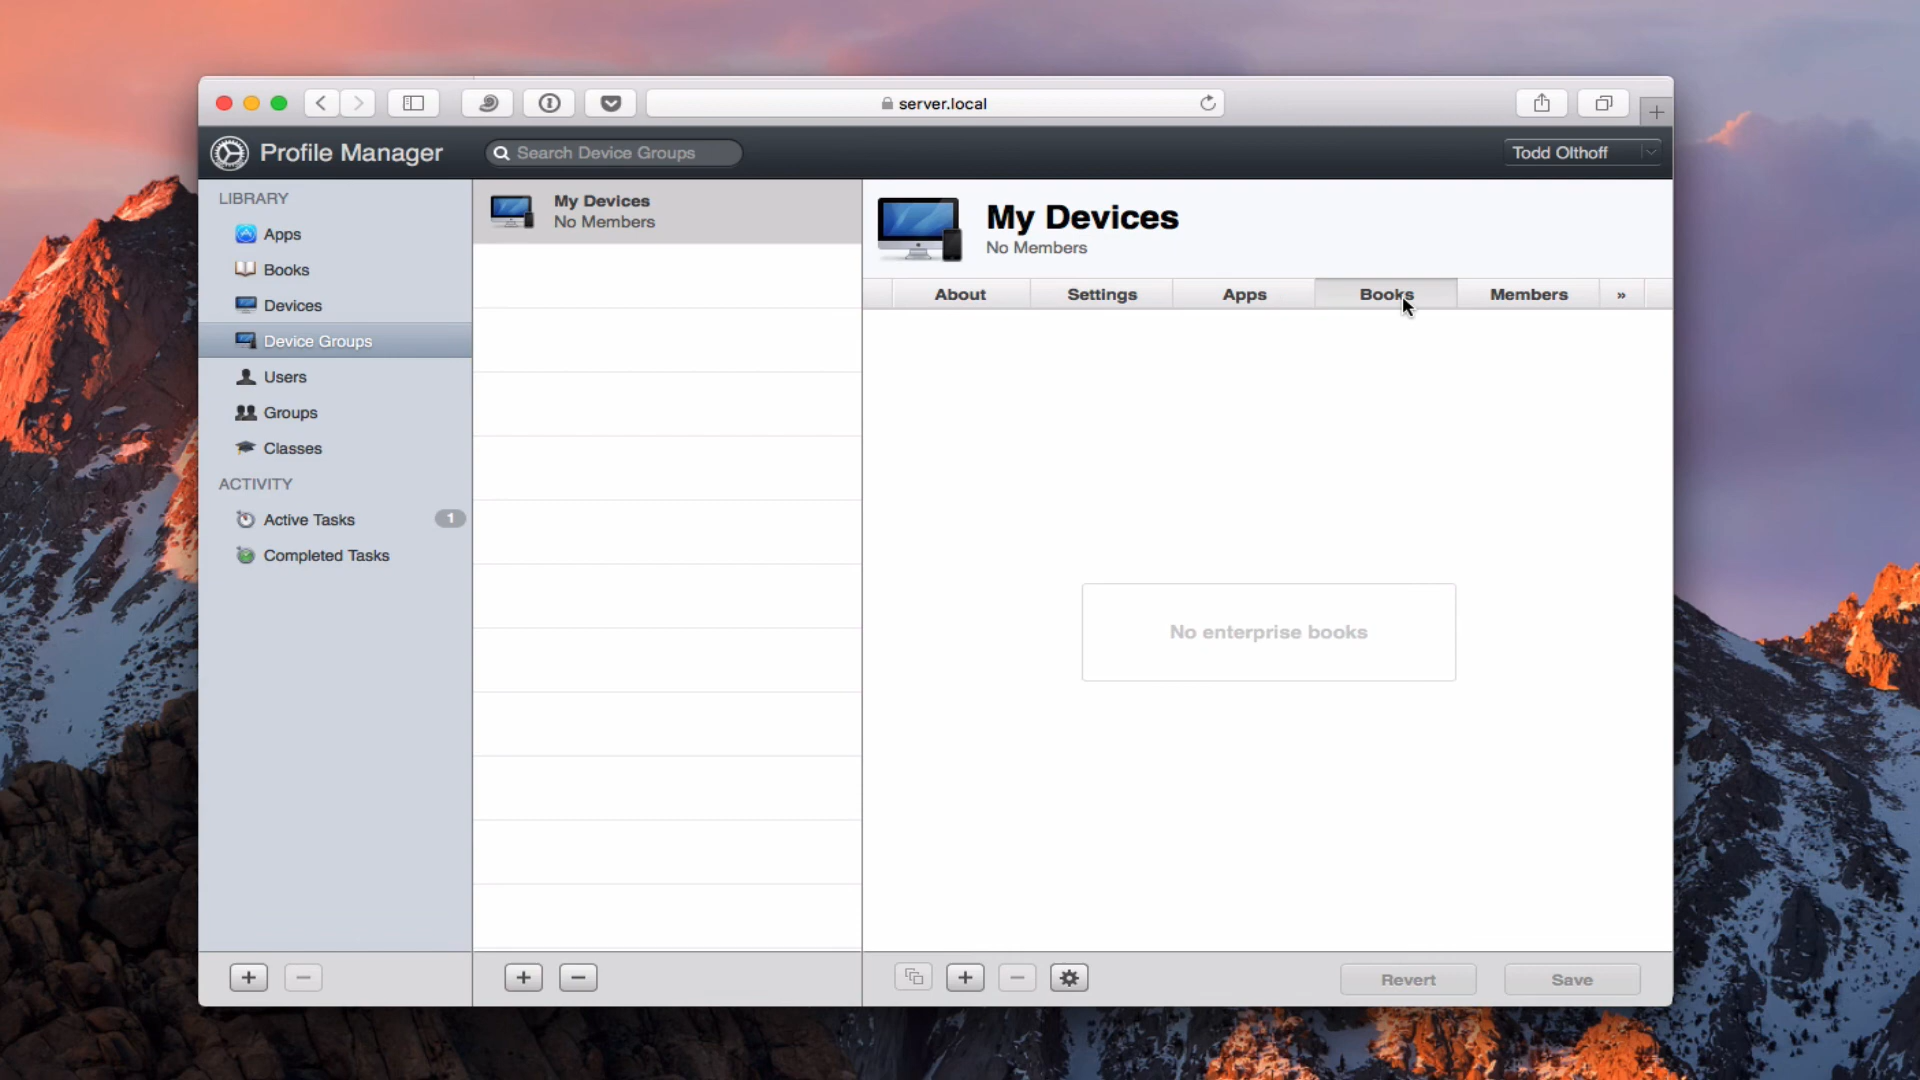 server.local
Profile Manager
Search Device Groups
Todd Olthoff
LIBRARY
Apps
Books
Devices
Device Groups
Users
Groups
Classes
ACTIVITY
Active Tasks 1
Completed Tasks
My Devices
No Members
My Devices
No Members
About Settings Apps Books Members »
No enterprise books
Revert Save